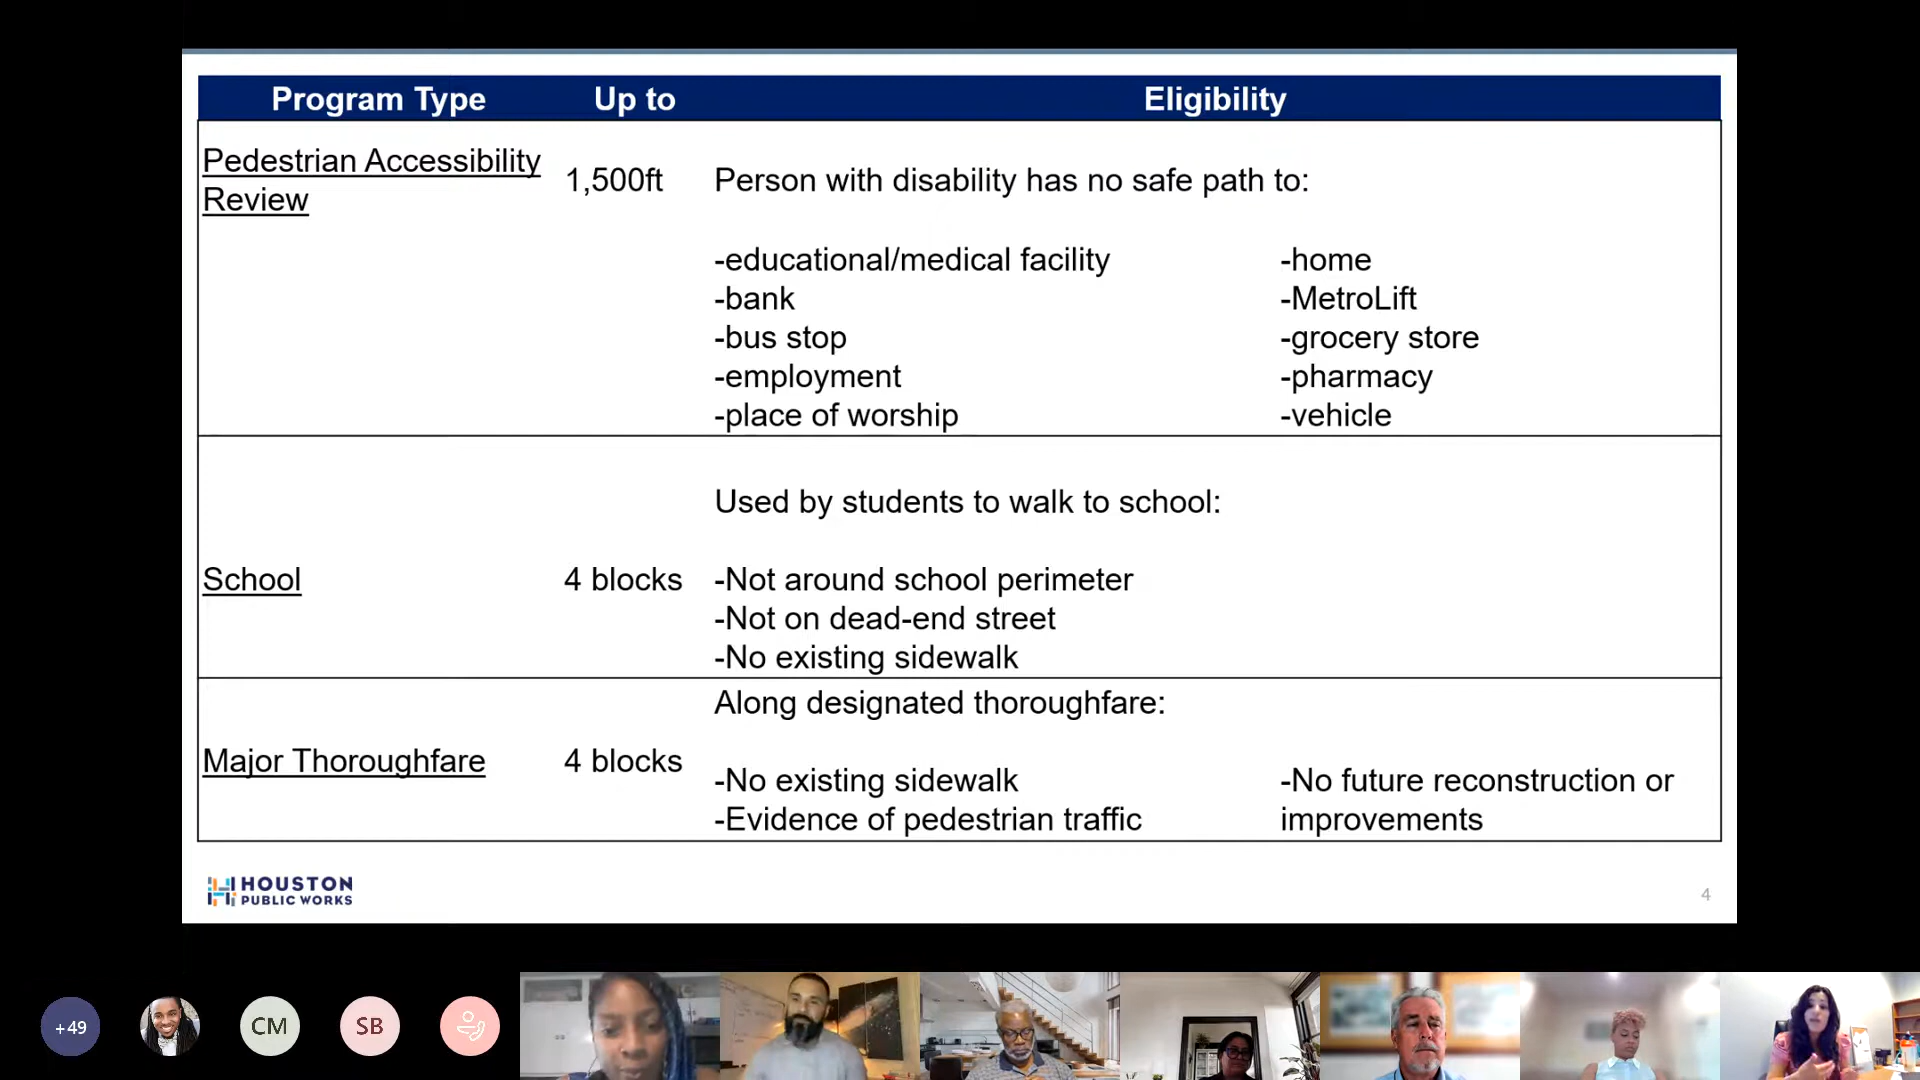 Program Type Up to Eligibility
Pedestrian Accessibility
Review
1,500ft
Person with disability has no safe path to:
-educational/medical facility
-bank
-bus stop
-employment
-place of worship
-home
-MetroLift
-grocery store
-pharmacy
-vehicle
School
4 blocks
Used by students to walk to school:
-Not around school perimeter
-Not on dead-end street
-No existing sidewalk
Major Thoroughfare
4 blocks
Along designated thoroughfare:
-No existing sidewalk
-Evidence of pedestrian traffic
-No future reconstruction or
improvements
HOUSTON
PUBLIC WORKS
4
+49
CM
SB